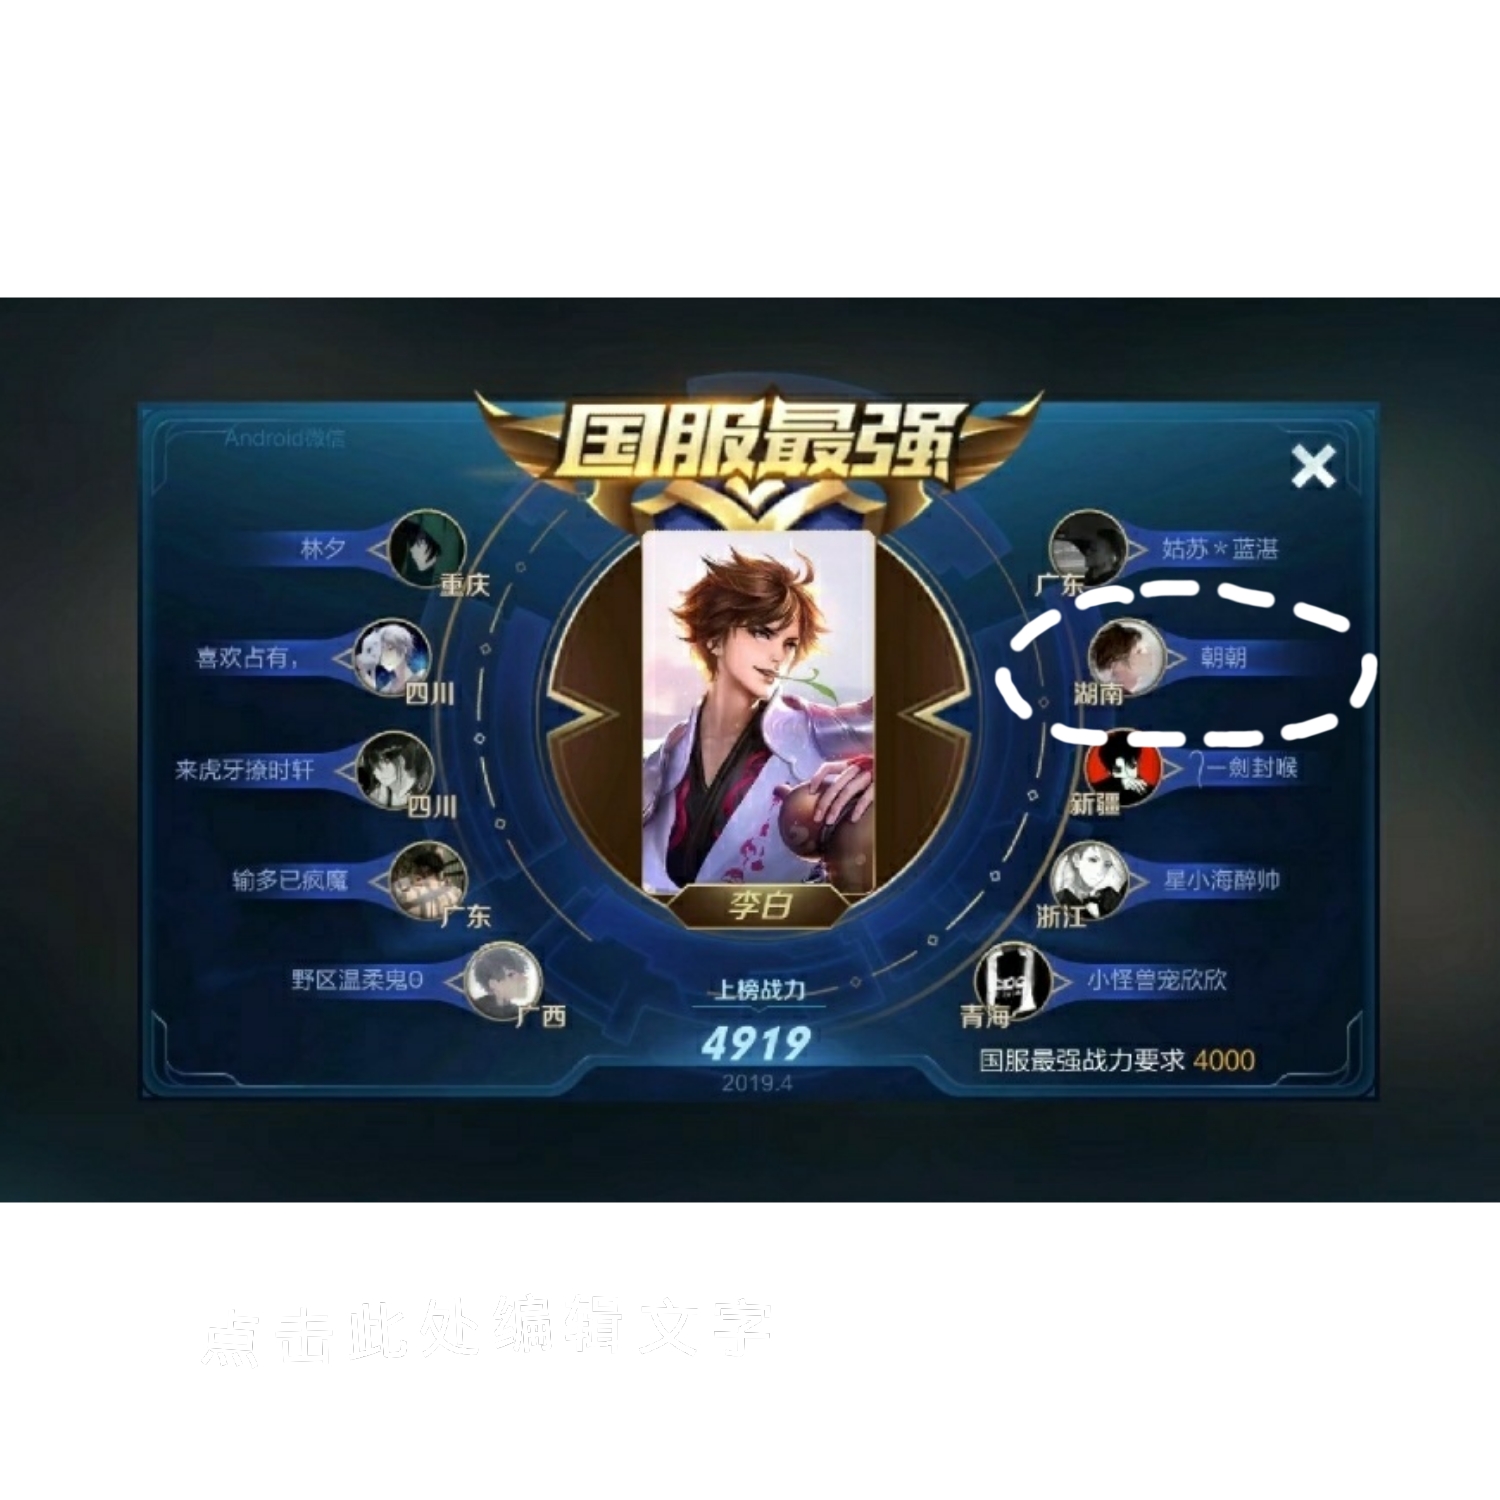 国服最强
Android微信
林夕
重庆
喜欢占有，
四川
来虎牙撩时轩
四川
输多已疯魔
广东
野区温柔鬼0
广西
姑苏*蓝湛
广东
朝朝
湖南
一剑封喉
新疆
星小海醉帅
浙江
小怪兽宠欣欣
青海
李白
上榜战力
4919
2019.4
国服最强战力要求 4000
点击此处编辑文字